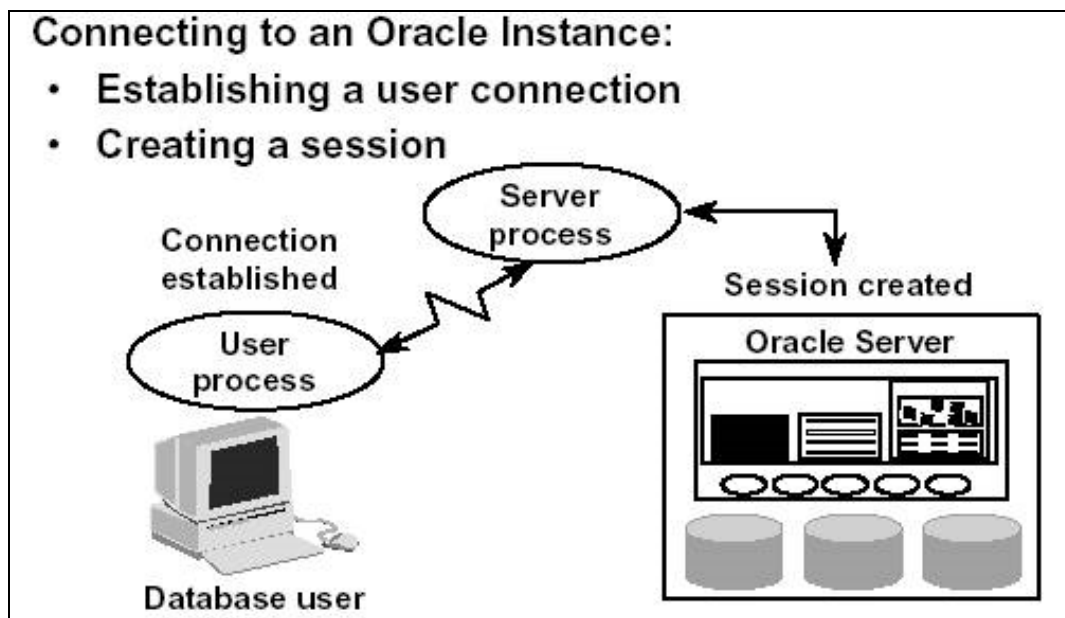 Connecting to an Oracle Instance:
• Establishing a user connection
• Creating a session
Server
process
Connection
established
Session created
User
process
Oracle Server
Database user